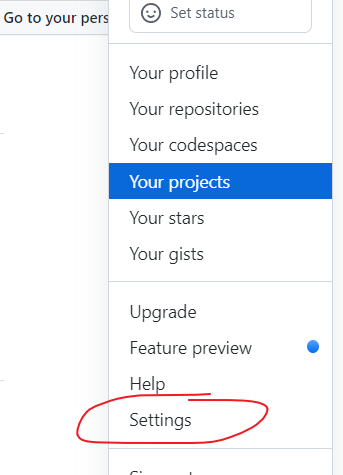 Go to your pers
Set status
Your profile
Your repositories
Your codespaces
Your projects
Your stars
Your gists
Upgrade
Feature preview
Help
Settings